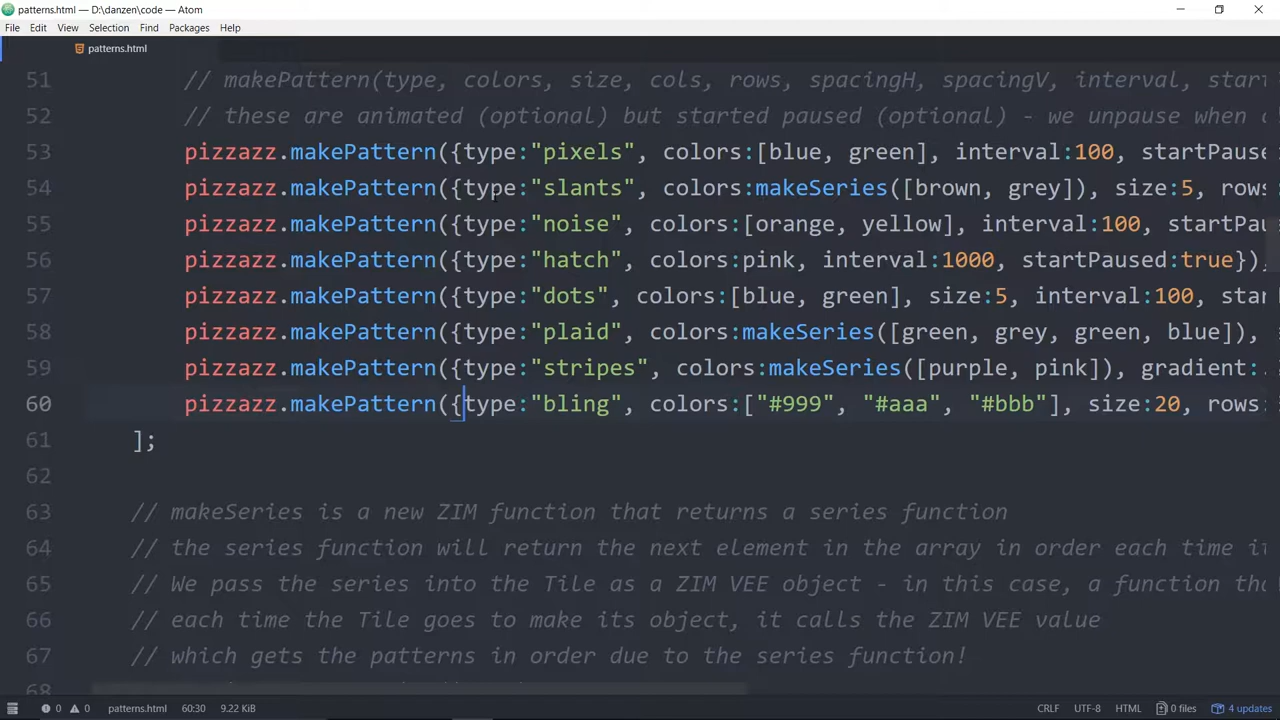 patterns.html — D:\danzen\code — Atom
File Edit View Selection Find Packages Help
patterns.html
51 // makePattern(type, colors, size, cols, rows, spacingH, spacingV, interval, star
52 // these are animated (optional) but started paused (optional) - we unpause when
53 pizzazz.makePattern({type:"pixels", colors:[blue, green], interval:100, startPause
54 pizzazz.makePattern({type:"slants", colors:makeSeries([brown, grey]), size:5, rows
55 pizzazz.makePattern({type:"noise", colors:[orange, yellow], interval:100, startPau
56 pizzazz.makePattern({type:"hatch", colors:pink, interval:1000, startPaused:true}),
57 pizzazz.makePattern({type:"dots", colors:[blue, green], size:5, interval:100, star
58 pizzazz.makePattern({type:"plaid", colors:makeSeries([green, grey, green, blue]),
59 pizzazz.makePattern({type:"stripes", colors:makeSeries([purple, pink]), gradient:.
60 pizzazz.makePattern({type:"bling", colors:["#999", "#aaa", "#bbb"], size:20, rows:
61 ];
62
63 // makeSeries is a new ZIM function that returns a series function
64 // the series function will return the next element in the array in order each time it
65 // We pass the series into the Tile as a ZIM VEE object - in this case, a function tha
66 // each time the Tile goes to make its object, it calls the ZIM VEE value
67 // which gets the patterns in order due to the series function!
68
0 0 patterns.html 60:30 9.22 KiB CRLF UTF-8 HTML 0 files 4 updates